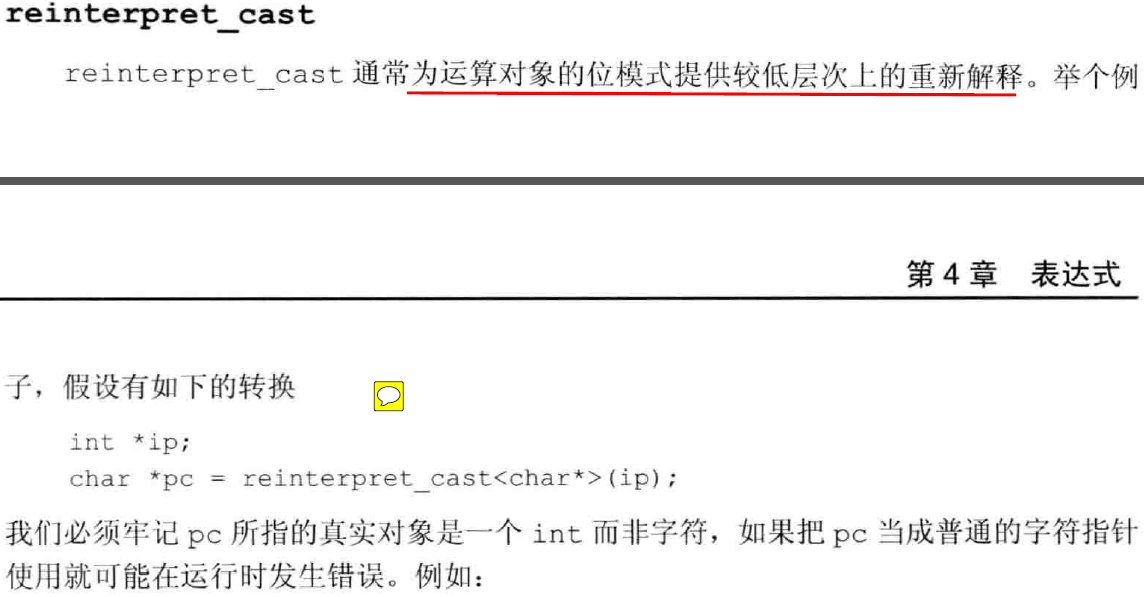 reinterpret_cast
reinterpret_cast 通常为运算对象的位模式提供较低层次上的重新解释。举个例
第 4 章 表达式
子，假设有如下的转换
int *ip;
char *pc = reinterpret_cast<char*>(ip);
我们必须牢记 pc 所指的真实对象是一个 int 而非字符，如果把 pc 当成普通的字符指针
使用就可能在运行时发生错误。例如：